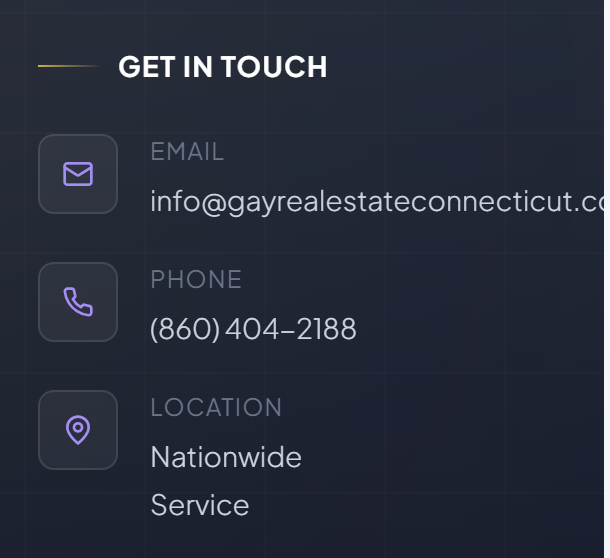 GET IN TOUCH
EMAIL
info@gayrealestateconnecticut.co
PHONE
(860) 404–2188
LOCATION
Nationwide
Service